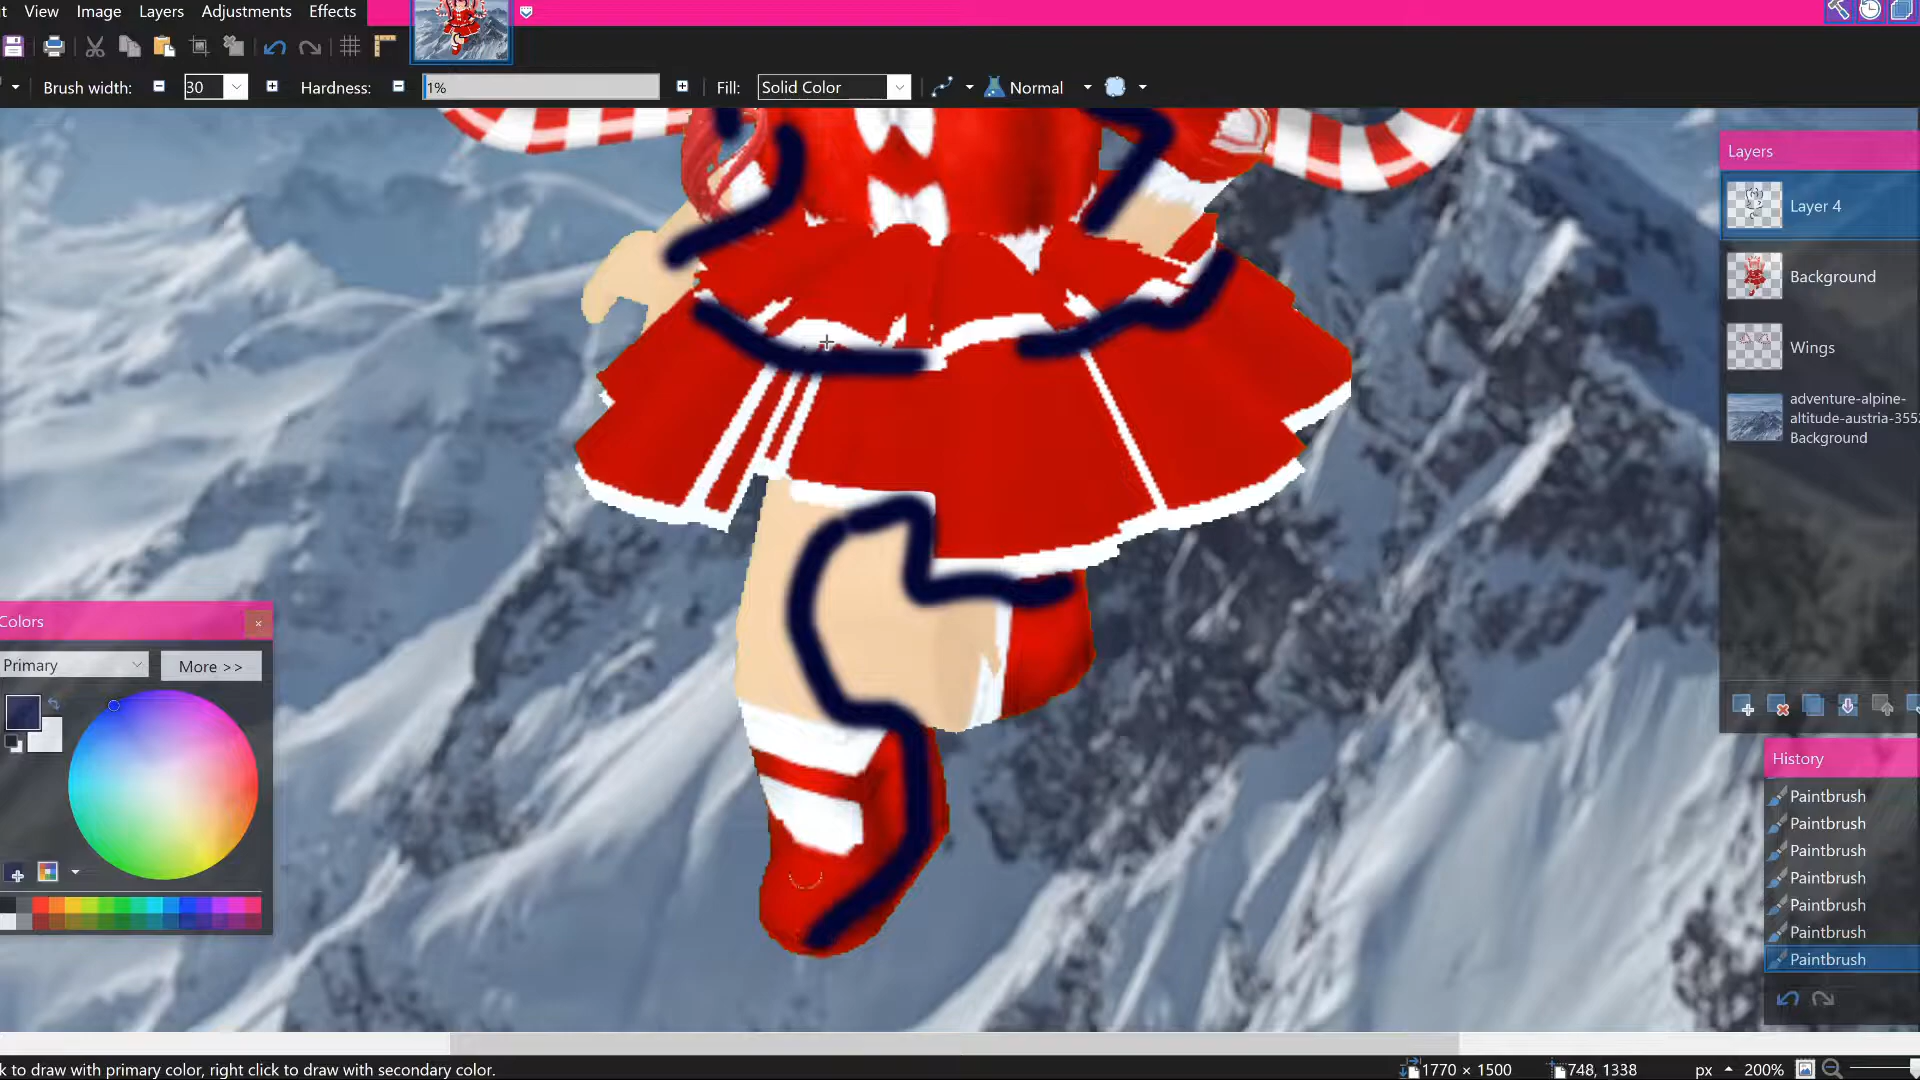 View Image Layers Adjustments Effects
Brush width: 30 Hardness: 1% Fill: Solid Color Normal
Layers
Layer 4
Background
Wings
adventure-alpine-
altitude-austria-355
Background
Colors
Primary More >>
History
Paintbrush
Paintbrush
Paintbrush
Paintbrush
Paintbrush
Paintbrush
Paintbrush
to draw with primary color, right click to draw with secondary color. 1770 × 1500 748, 1338 px 200%